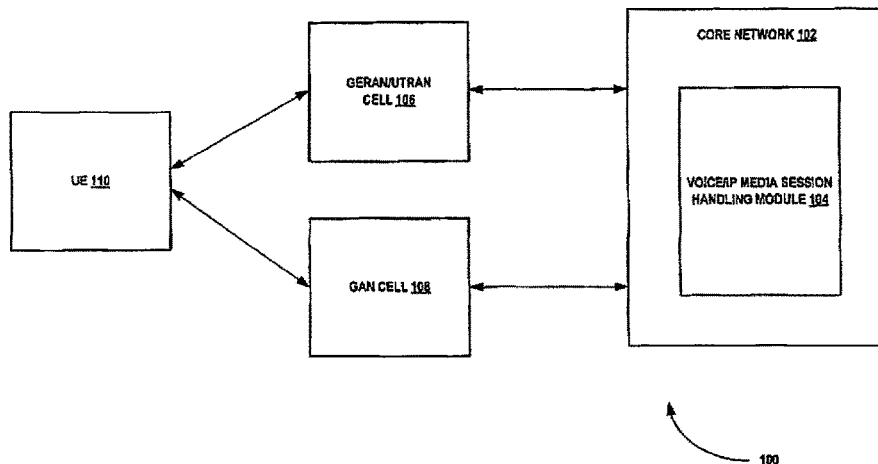 CORE NETWORK 102
GERAN/UTRAN
CELL 106
UE 110
VOICE/IP MEDIA SESSION
HANDLING MODULE 104
GAN CELL 108
100